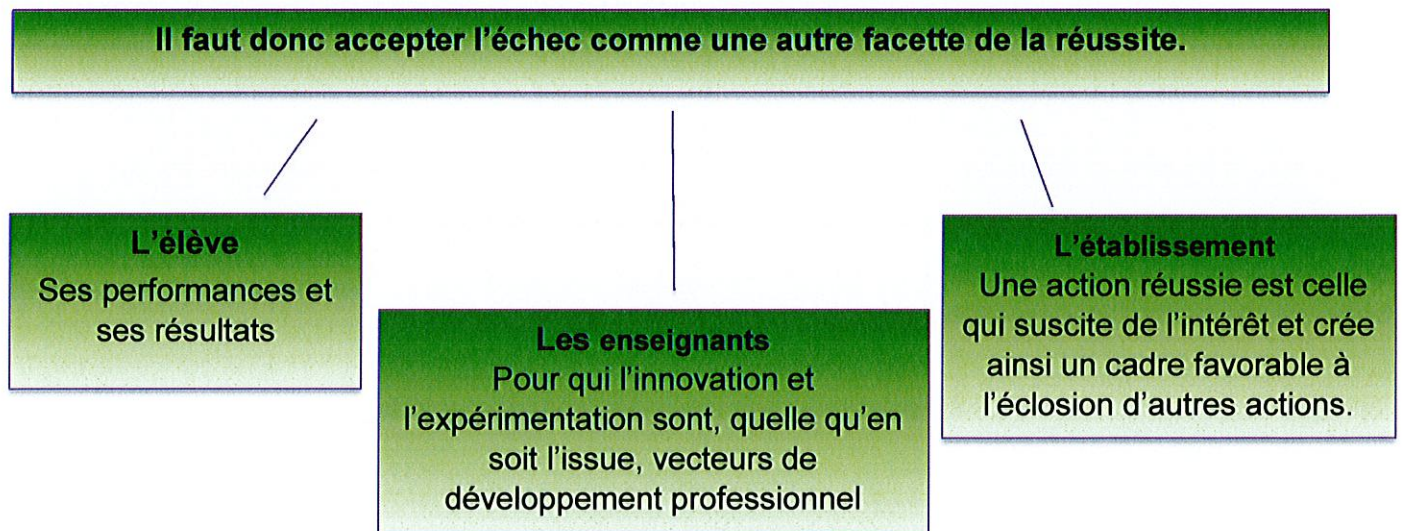 Il faut donc accepter l’échec comme une autre facette de la réussite.
L’élève
Ses performances et
ses résultats
Les enseignants
Pour qui l’innovation et
l’expérimentation sont, quelle qu’en
soit l’issue, vecteurs de
développement professionnel
L’établissement
Une action réussie est celle
qui suscite de l’intérêt et crée
ainsi un cadre favorable à
l’éclosion d’autres actions.